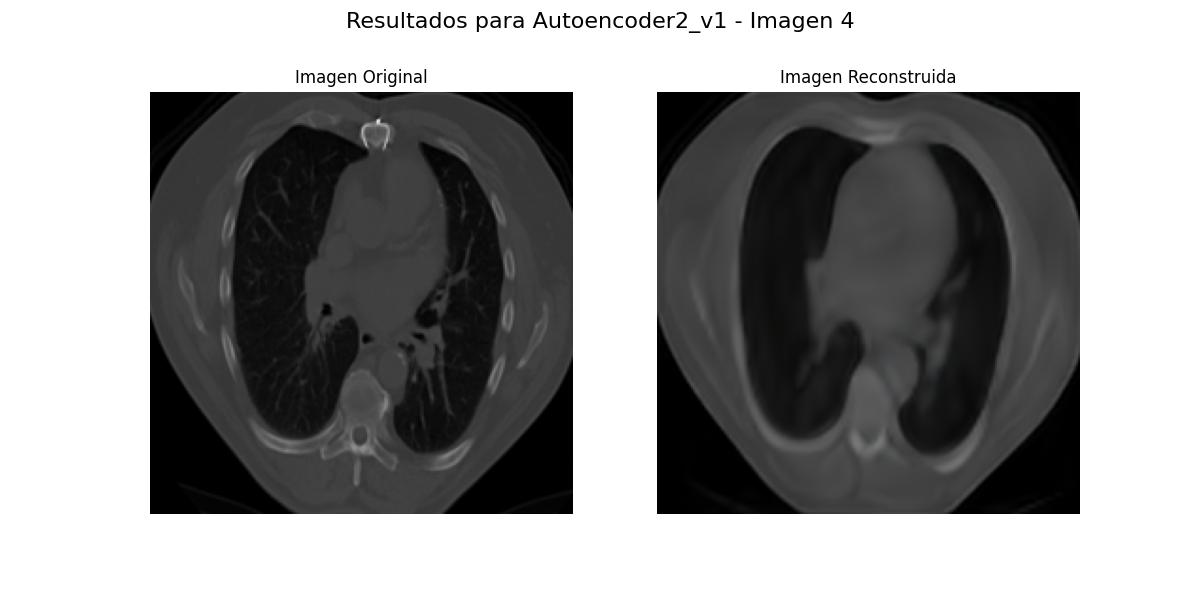 Resultados para Autoencoder2_v1 - Imagen 4
Imagen Original
Imagen Reconstruida